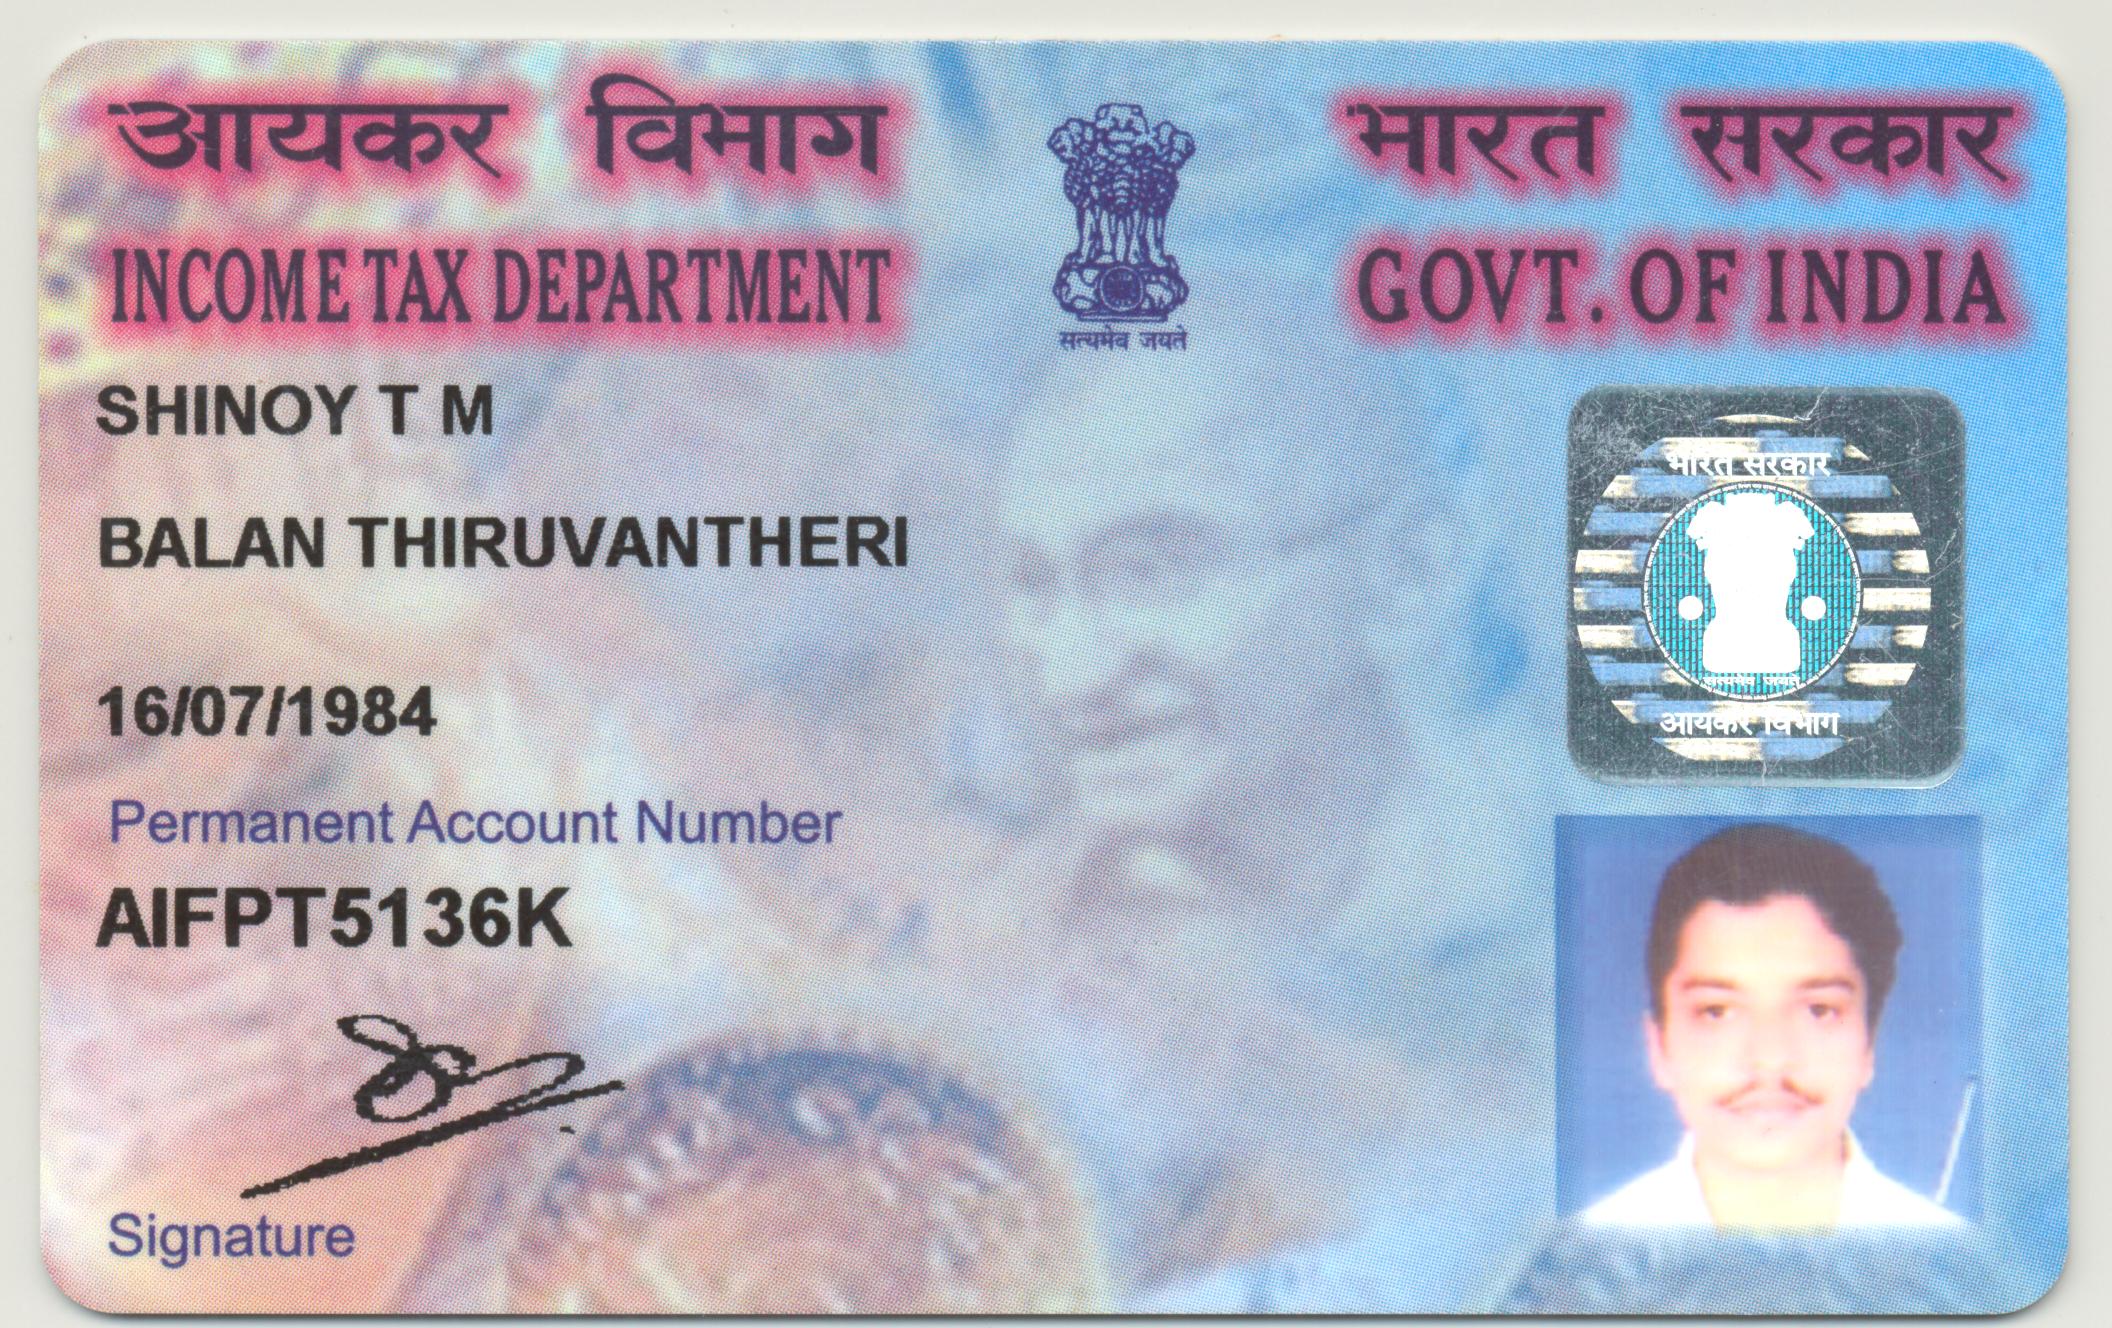 आयकर विभाग
INCOME TAX DEPARTMENT
सत्यमेव जयते
भारत सरकार
GOVT. OF INDIA
SHINOY T M
BALAN THIRUVANTHERI
16/07/1984
Permanent Account Number
AIFPT5136K
Signature
भारत सरकार
सत्यमेव जयते
आयकर विभाग